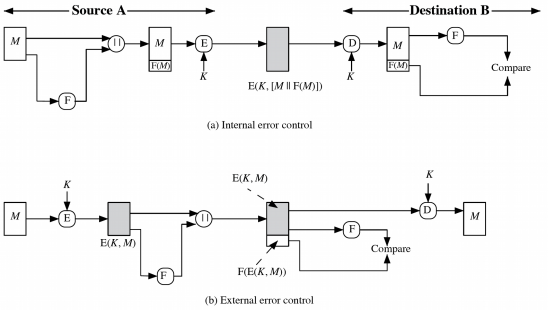 Source A
Destination B
M
F
||
M
F(M)
E
K
E(K, [M || F(M)])
D
K
M
F(M)
F
Compare
(a) Internal error control
M
K
E
E(K, M)
F
||
E(K, M)
F(E(K, M))
F
Compare
K
D
M
(b) External error control